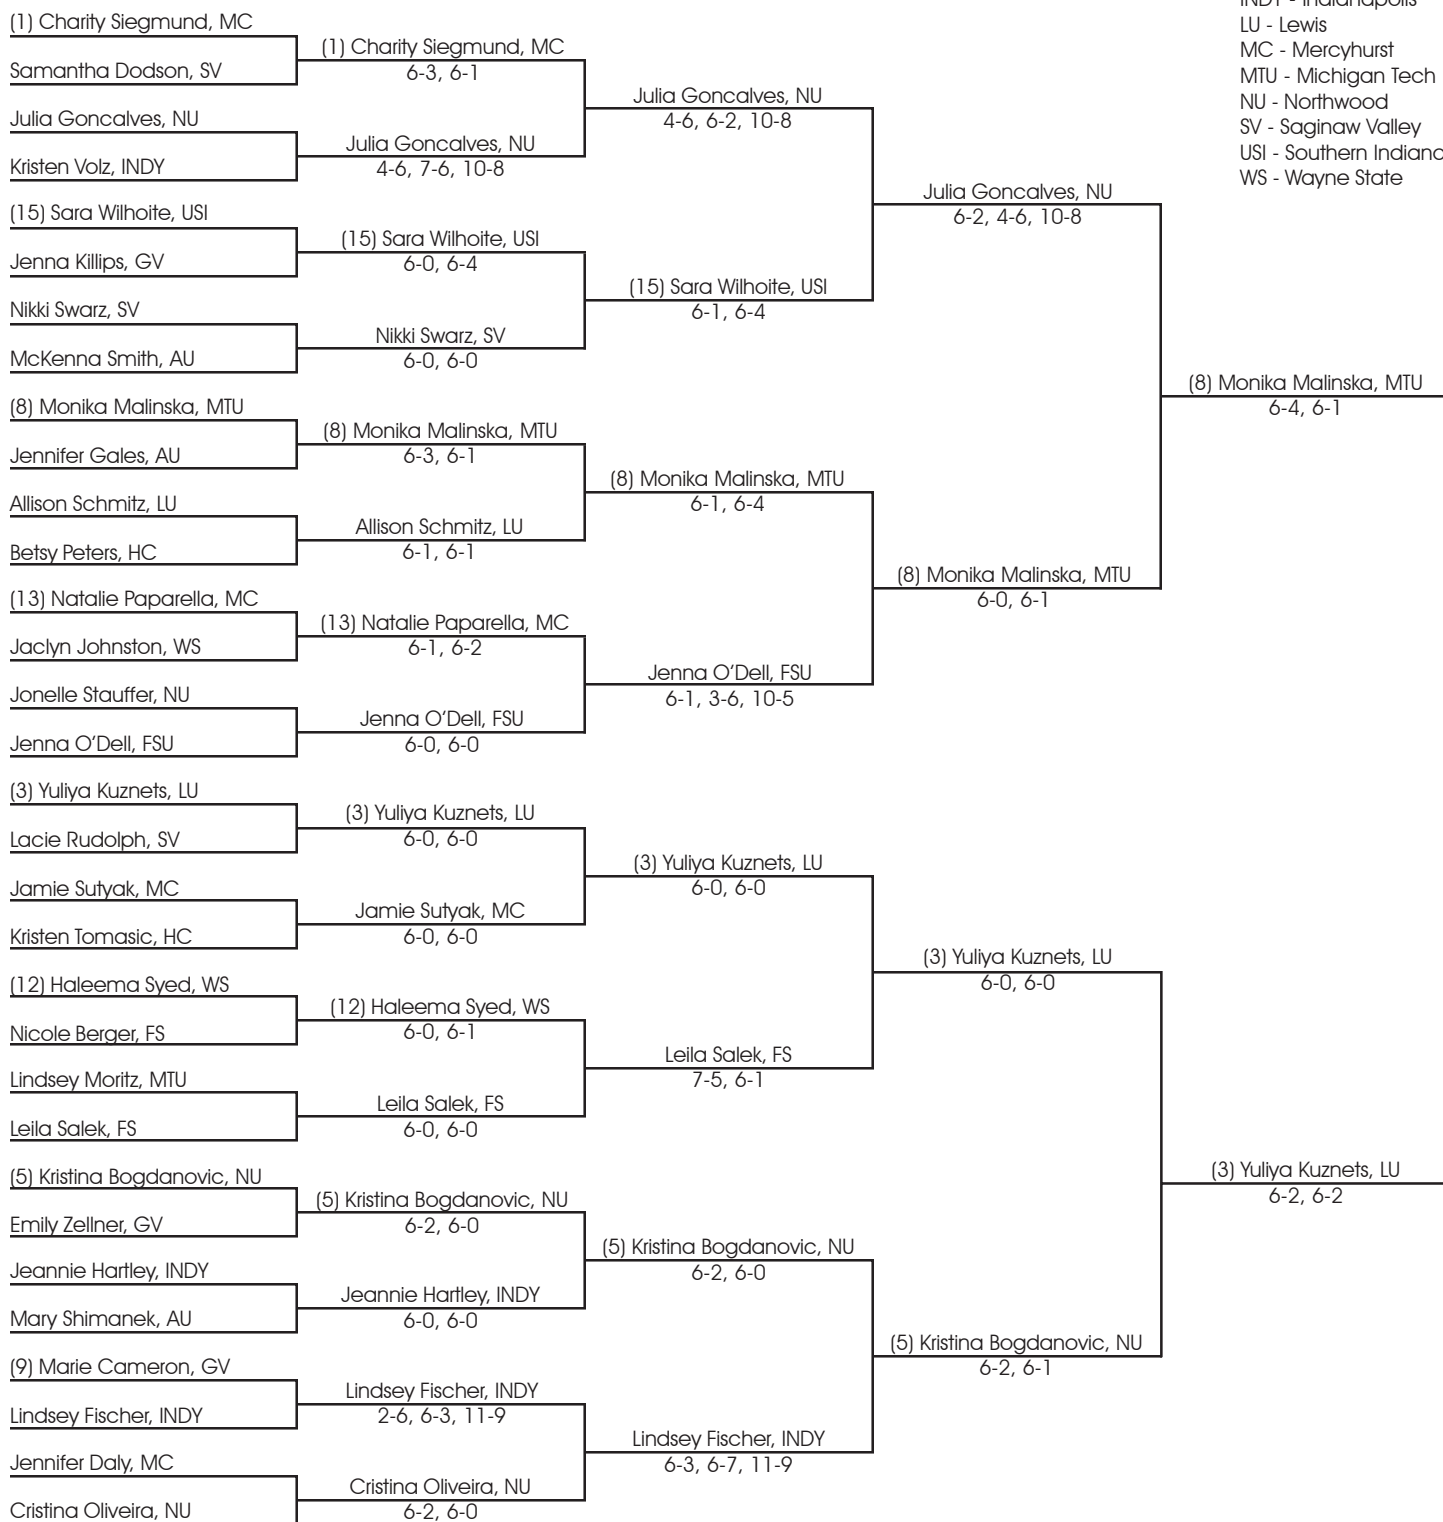 (1) Charity Siegmund, MC
Samantha Dodson, SV
Julia Goncalves, NU
Kristen Volz, INDY
(15) Sara Wilhoite, USI
Jenna Killips, GV
Nikki Swarz, SV
McKenna Smith, AU
(8) Monika Malinska, MTU
Jennifer Gales, AU
Allison Schmitz, LU
Betsy Peters, HC
(13) Natalie Paparella, MC
Jaclyn Johnston, WS
Jonelle Stauffer, NU
Jenna O'Dell, FSU
(3) Yuliya Kuznets, LU
Lacie Rudolph, SV
Jamie Sutyak, MC
Kristen Tomasic, HC
(12) Haleema Syed, WS
Nicole Berger, FS
Lindsey Moritz, MTU
Leila Salek, FS
(5) Kristina Bogdanovic, NU
Emily Zellner, GV
Jeannie Hartley, INDY
Mary Shimanek, AU
(9) Marie Cameron, GV
Lindsey Fischer, INDY
Jennifer Daly, MC
Cristina Oliveira, NU
(1) Charity Siegmund, MC
6-3, 6-1
Julia Goncalves, NU
4-6, 7-6, 10-8
(15) Sara Wilhoite, USI
6-0, 6-4
Nikki Swarz, SV
6-0, 6-0
(8) Monika Malinska, MTU
6-3, 6-1
Allison Schmitz, LU
6-1, 6-1
(13) Natalie Paparella, MC
6-1, 6-2
Jenna O'Dell, FSU
6-0, 6-0
(3) Yuliya Kuznets, LU
6-0, 6-0
Jamie Sutyak, MC
6-0, 6-0
(12) Haleema Syed, WS
6-0, 6-1
Leila Salek, FS
6-0, 6-0
(5) Kristina Bogdanovic, NU
6-2, 6-0
Jeannie Hartley, INDY
6-0, 6-0
Lindsey Fischer, INDY
2-6, 6-3, 11-9
Cristina Oliveira, NU
6-2, 6-0
Julia Goncalves, NU
4-6, 6-2, 10-8
(15) Sara Wilhoite, USI
6-1, 6-4
(8) Monika Malinska, MTU
6-1, 6-4
Jenna O'Dell, FSU
6-1, 3-6, 10-5
(3) Yuliya Kuznets, LU
6-0, 6-0
Leila Salek, FS
7-5, 6-1
(5) Kristina Bogdanovic, NU
6-2, 6-0
Lindsey Fischer, INDY
6-3, 6-7, 11-9
Julia Goncalves, NU
6-2, 4-6, 10-8
(8) Monika Malinska, MTU
6-0, 6-1
(3) Yuliya Kuznets, LU
6-0, 6-0
(5) Kristina Bogdanovic, NU
6-2, 6-1
(8) Monika Malinska, MTU
6-4, 6-1
(3) Yuliya Kuznets, LU
6-2, 6-2
INDY - Indianapolis
LU - Lewis
MC - Mercyhurst
MTU - Michigan Tech
NU - Northwood
SV - Saginaw Valley
USI - Southern Indiana
WS - Wayne State